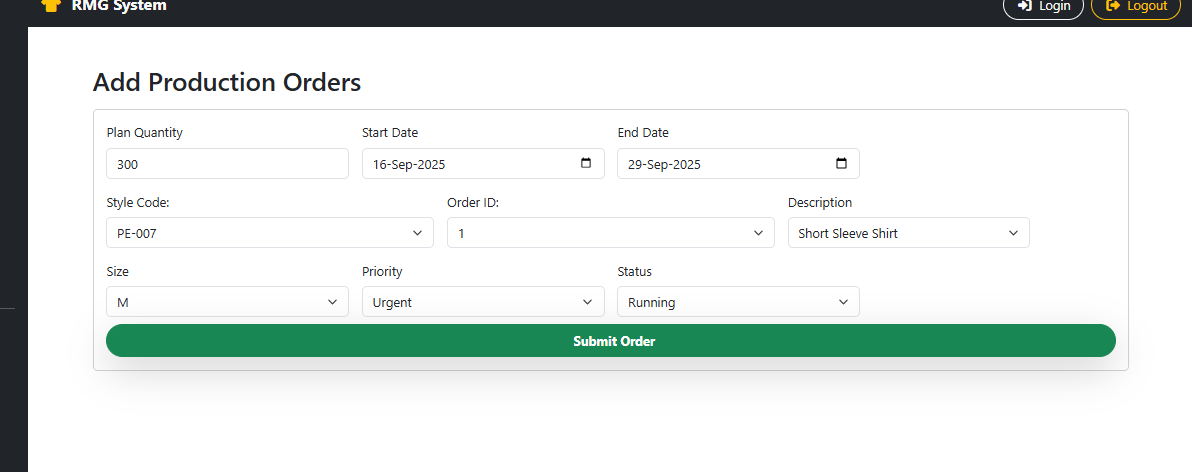 RMG System
Login
Logout
Add Production Orders
Plan Quantity
Start Date
End Date
300
16-Sep-2025
29-Sep-2025
Style Code:
Order ID:
Description
PE-007
1
Short Sleeve Shirt
Size
Priority
Status
M
Urgent
Running
Submit Order